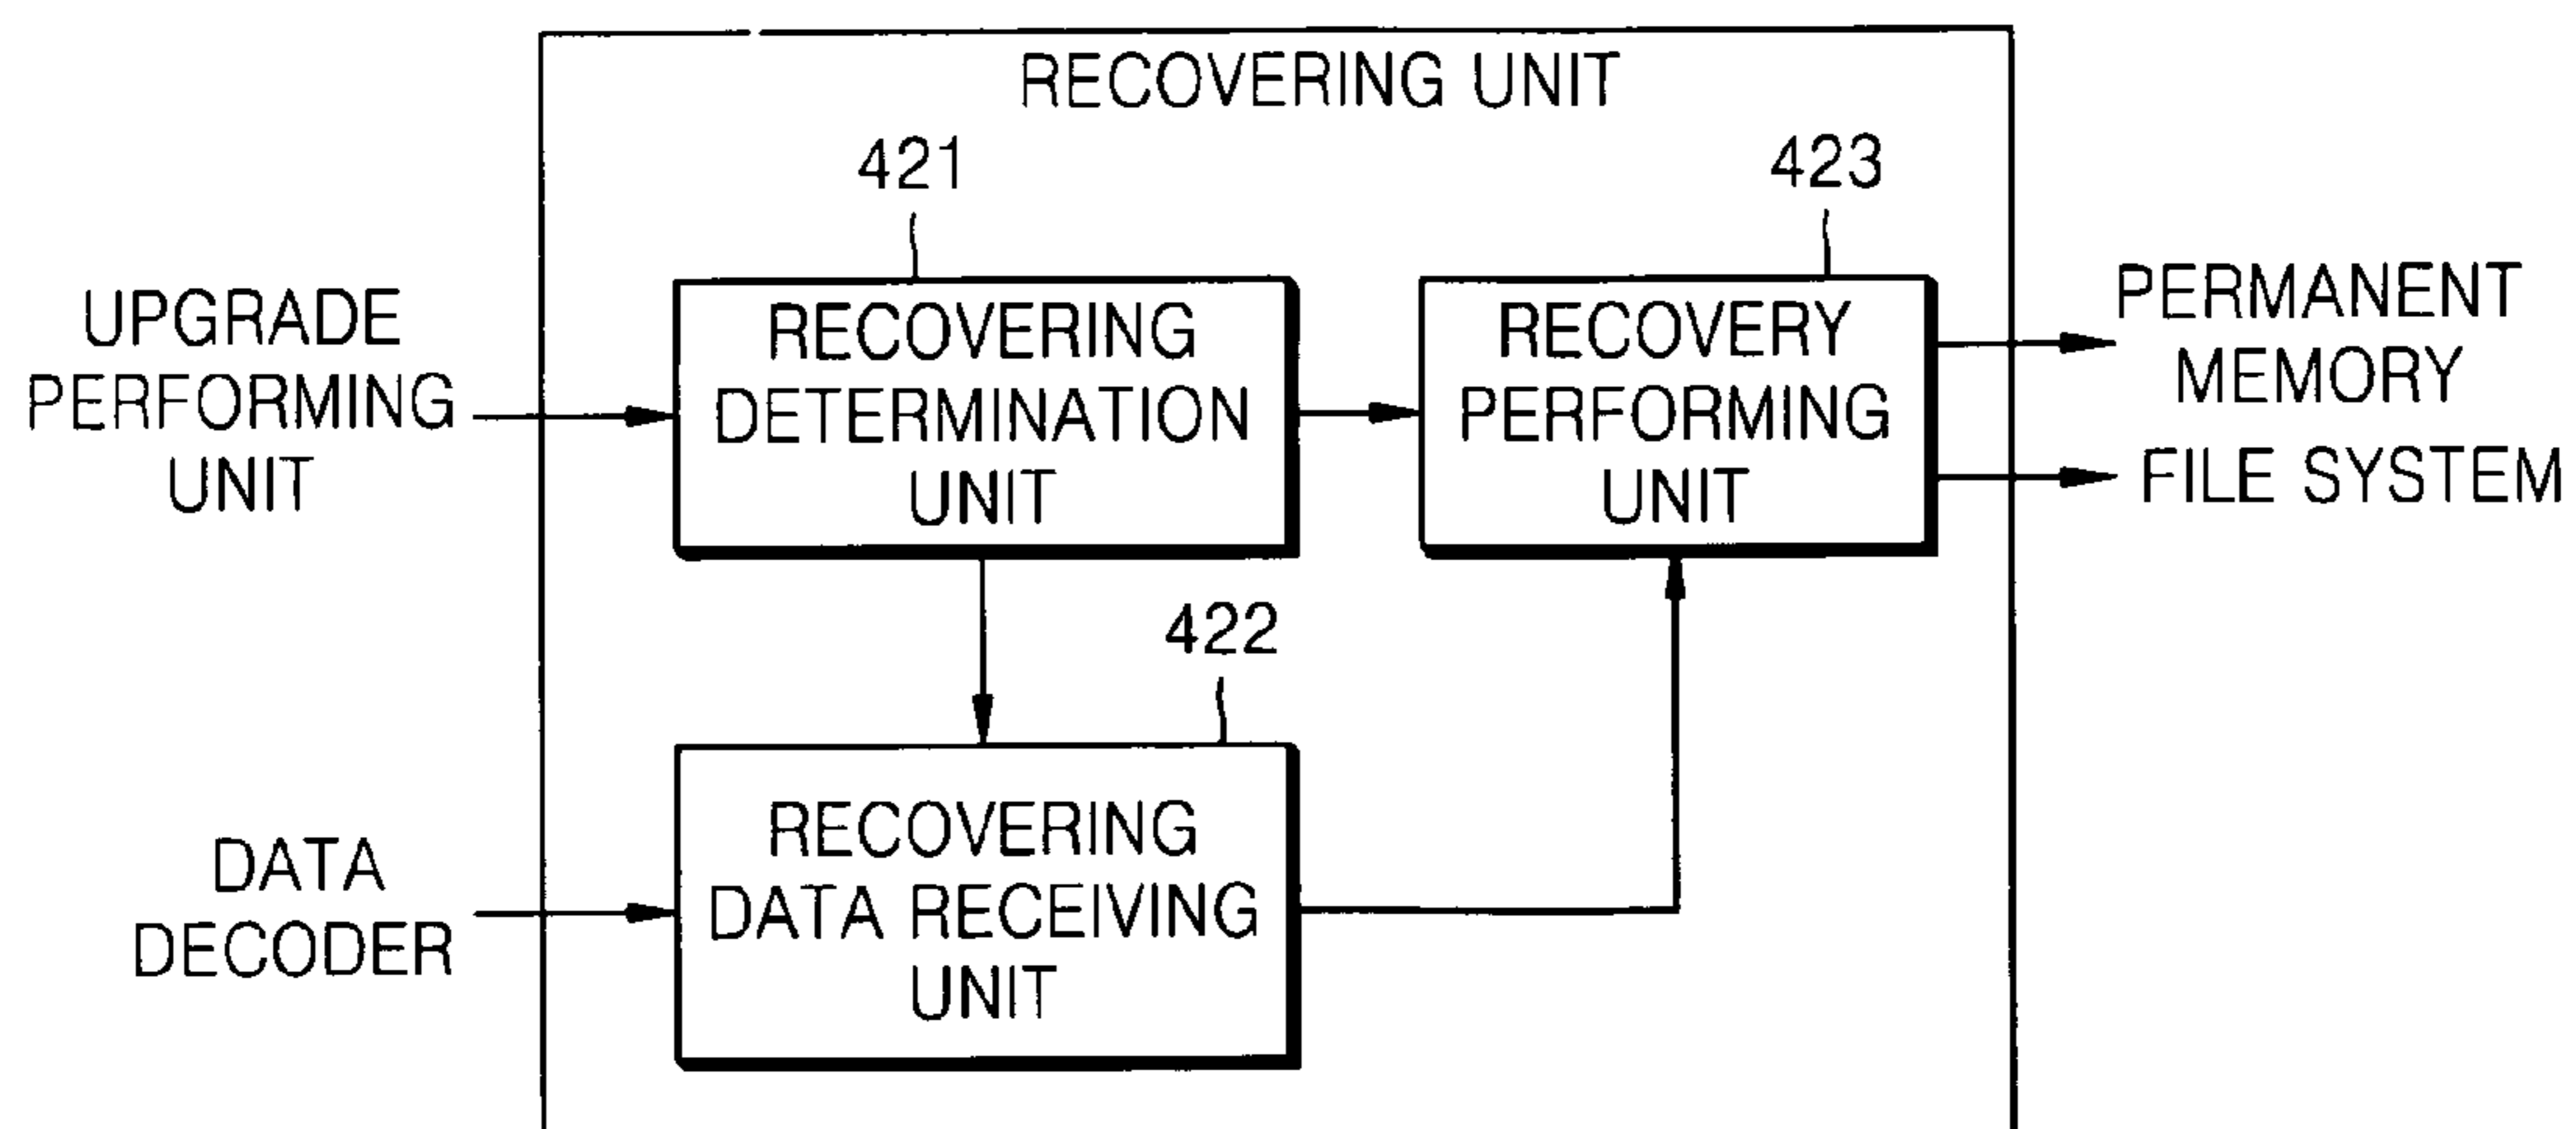 RECOVERING UNIT
421
423
UPGRADE
PERFORMING
UNIT
RECOVERING
DETERMINATION
UNIT
RECOVERY
PERFORMING
UNIT
PERMANENT
MEMORY
FILE SYSTEM
422
DATA
DECODER
RECOVERING
DATA RECEIVING
UNIT